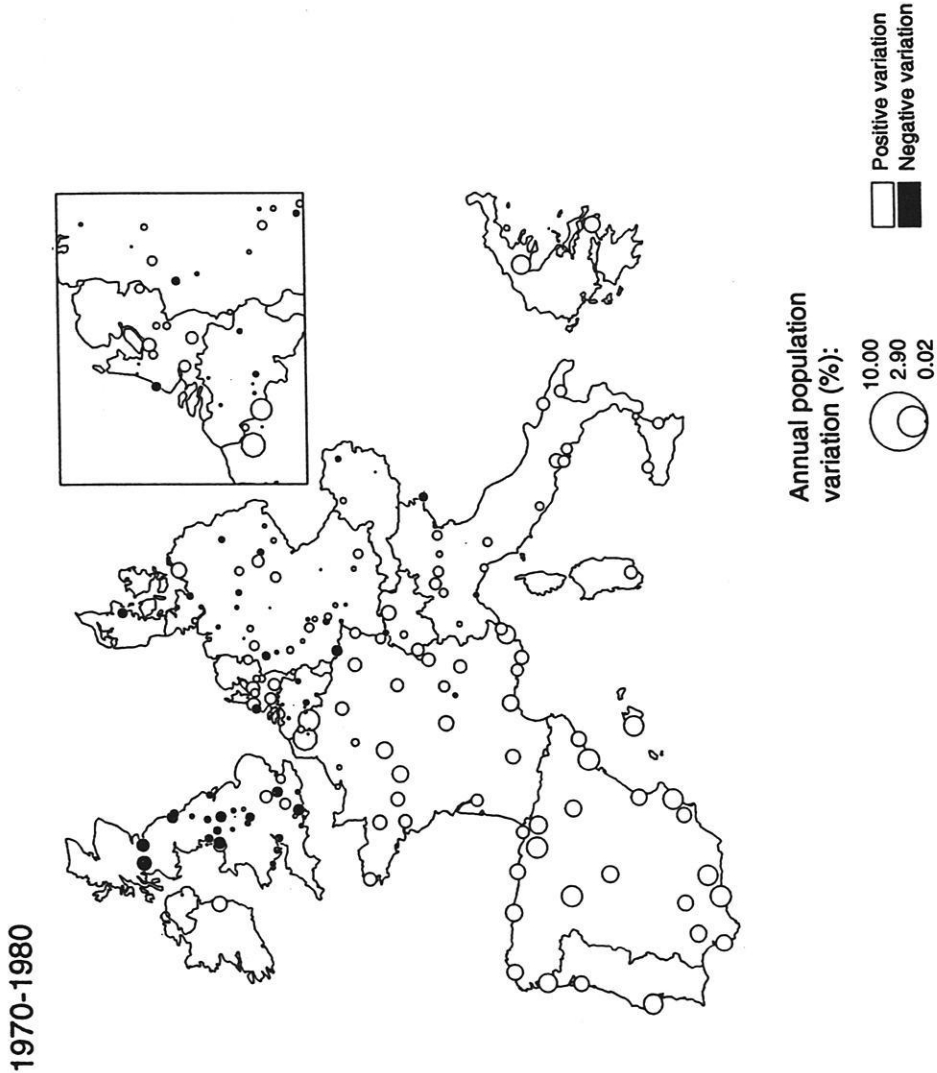 1970-1980
Annual population
variation (%):
10.00
2.90
0.02
Positive variation
Negative variation